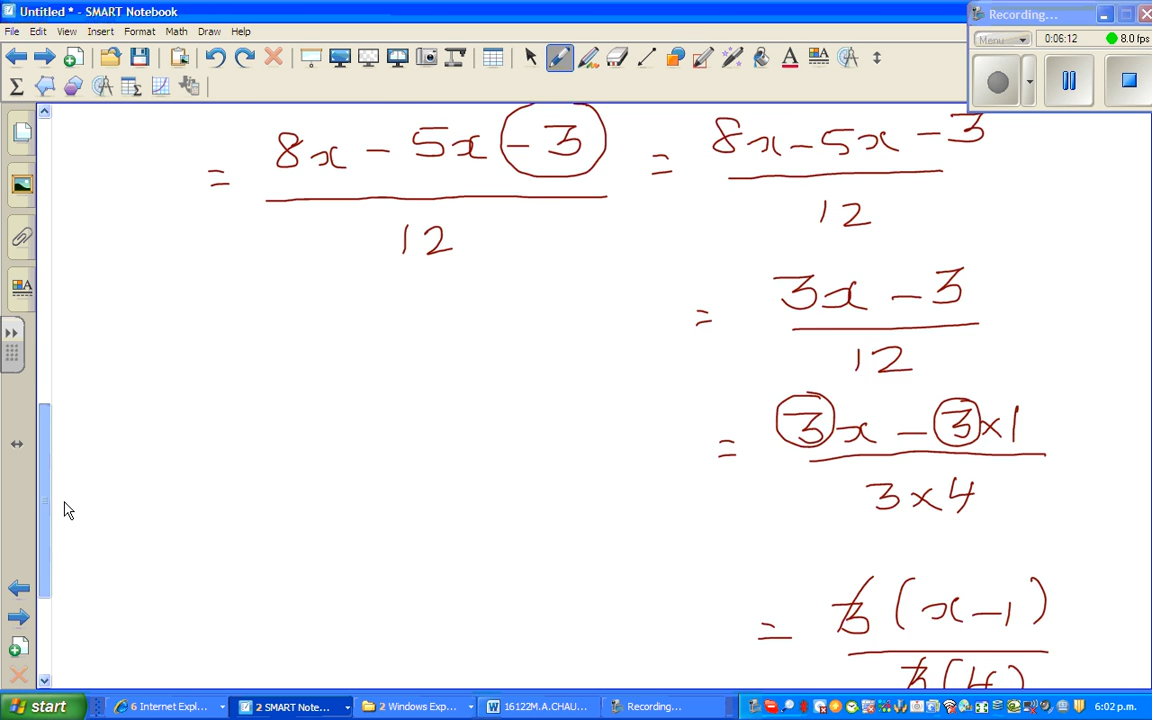 Untitled * - SMART Notebook
Recording...
File Edit View Insert Format Math Draw Help
Menu 0:06:12 8.0 fps
= 8x - 5x - 3 / 12 = 8x - 5x - 3 / 12
= 3x - 3 / 12
= 3x - 3 × 1 / 3 × 4
= 3 (x - 1) / 3 (4)
start 6 Internet Expl... 2 SMART Note... 2 Windows Exp... 16122M.A.CHAU... Recording... 6:02 p.m.